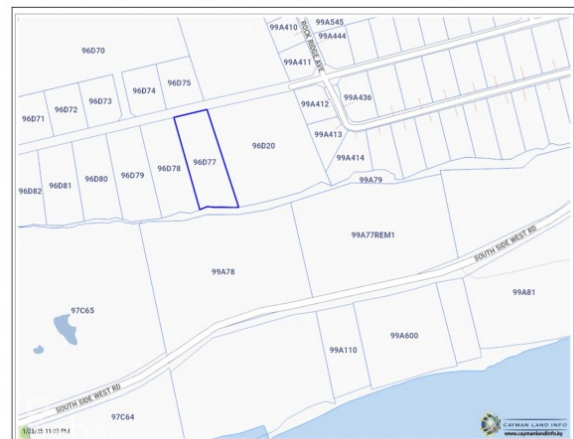 99A410
99A545
99A444
ROCK RIDGE AVE
96D70
99A411
96D75
96D74
96D73
96D72
96D71
99A412
99A436
99A413
96D20
96D77
99A414
96D78
96D79
96D80
96D81
96D82
99A79
99A77REM1
SOUTH SIDE WEST RD
99A78
99A81
97C65
99A600
99A110
SOUTH SIDE WEST RD
97C64
CAYMAN LAND INFO
www.caymanlandinfo.ky